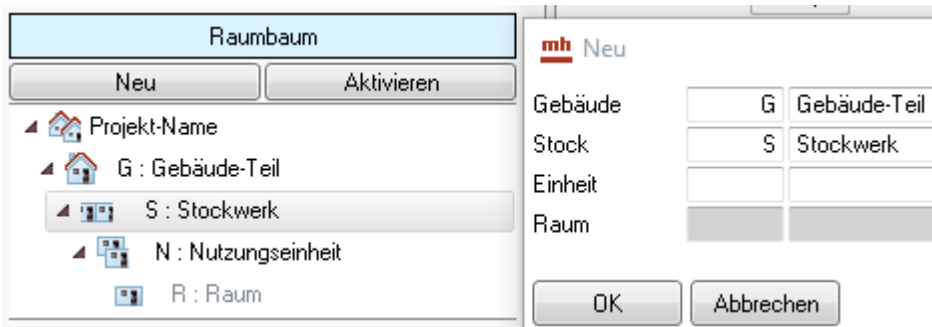 Raumbaum
Neu Aktivieren
Projekt-Name
G : Gebäude-Teil
S : Stockwerk
N : Nutzungseinheit
R : Raum
mh Neu
Gebäude G Gebäude-Teil
Stock S Stockwerk
Einheit
Raum
OK Abbrechen